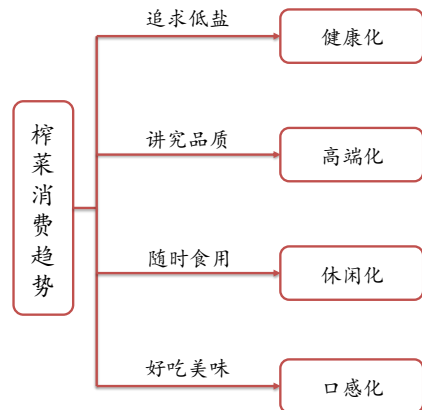 榨菜消费趋势
追求低盐
健康化
讲究品质
高端化
随时食用
休闲化
好吃美味
口感化